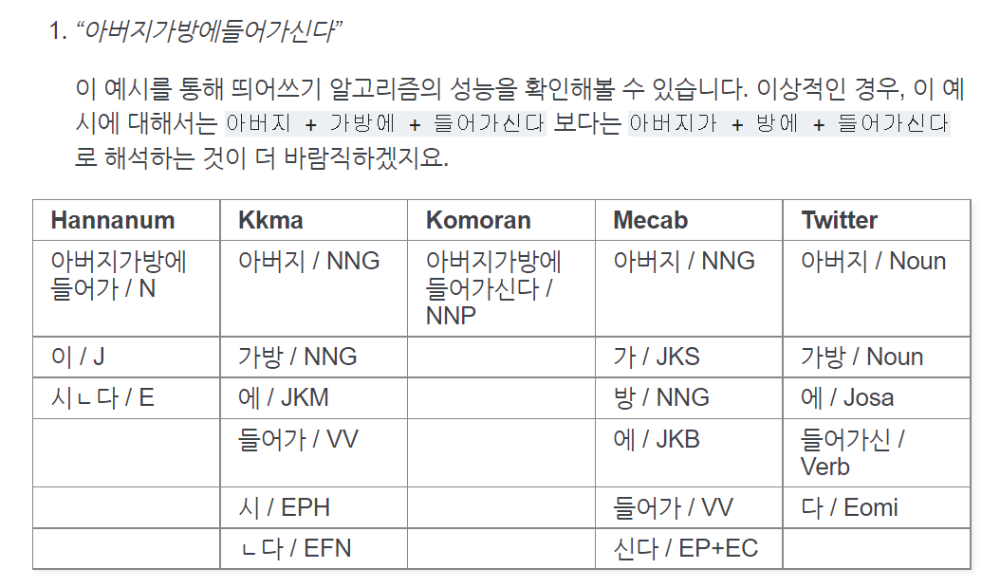 1. “아버지가방에들어가신다”
이 예시를 통해 띄어쓰기 알고리즘의 성능을 확인해볼 수 있습니다. 이상적인 경우, 이 예
시에 대해서는 아버지 + 가방에 + 들어가신다 보다는 아버지가 + 방에 + 들어가신다
로 해석하는 것이 더 바람직하겠지요.
Hannanum Kkma Komoran Mecab Twitter
아버지가방에 아버지 / NNG 아버지가방에 아버지 / NNG 아버지 / Noun
들어가 / N 들어가신다 /
NNP
이 / J 가방 / NNG 가 / JKS 가방 / Noun
시ㄴ다 / E 에 / JKM 방 / NNG 에 / Josa
들어가 / VV 에 / JKB 들어가신 /
Verb
시 / EPH 들어가 / VV 다 / Eomi
ㄴ다 / EFN 신다 / EP+EC